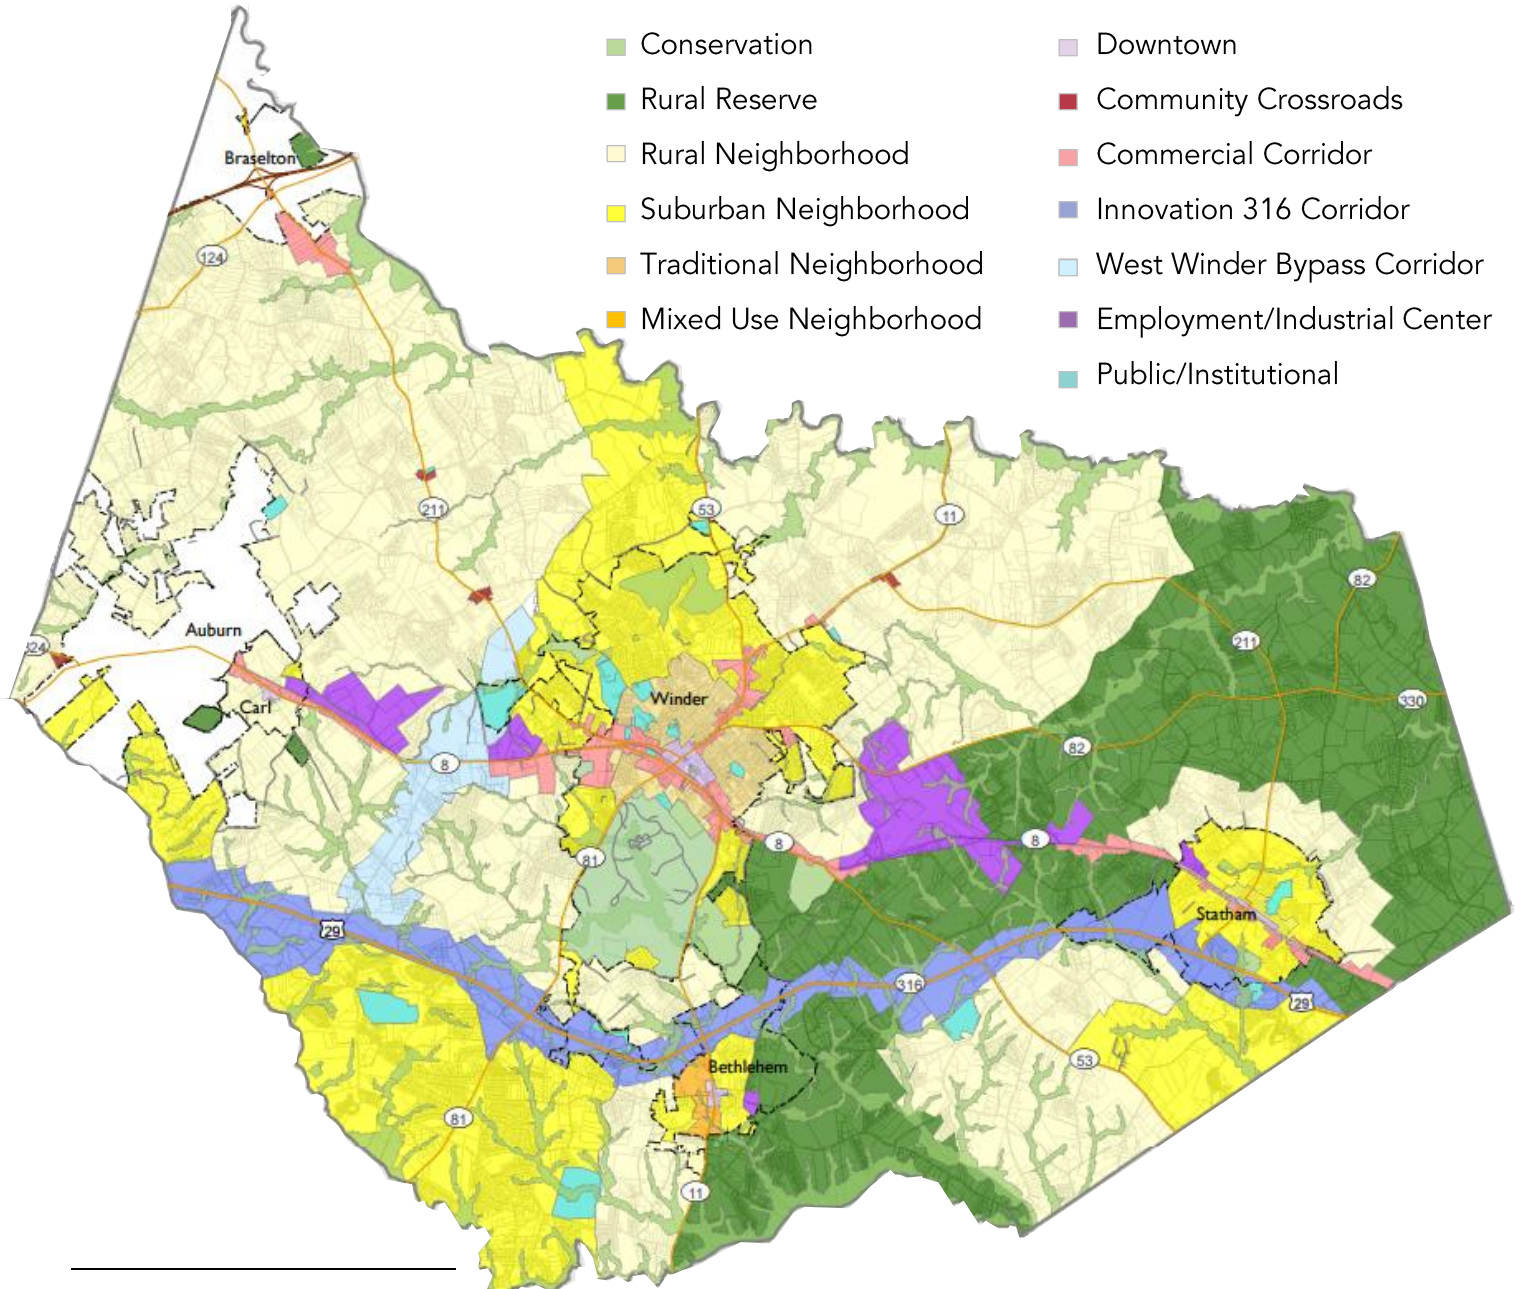 Conservation
Rural Reserve
Rural Neighborhood
Suburban Neighborhood
Traditional Neighborhood
Mixed Use Neighborhood
Downtown
Community Crossroads
Commercial Corridor
Innovation 316 Corridor
West Winder Bypass Corridor
Employment/Industrial Center
Public/Institutional
Braselton
124
211
53
11
82
211
330
82
Auburn
Carl
Winder
8
8
8
81
29
Statham
316
29
53
Bethlehem
81
11